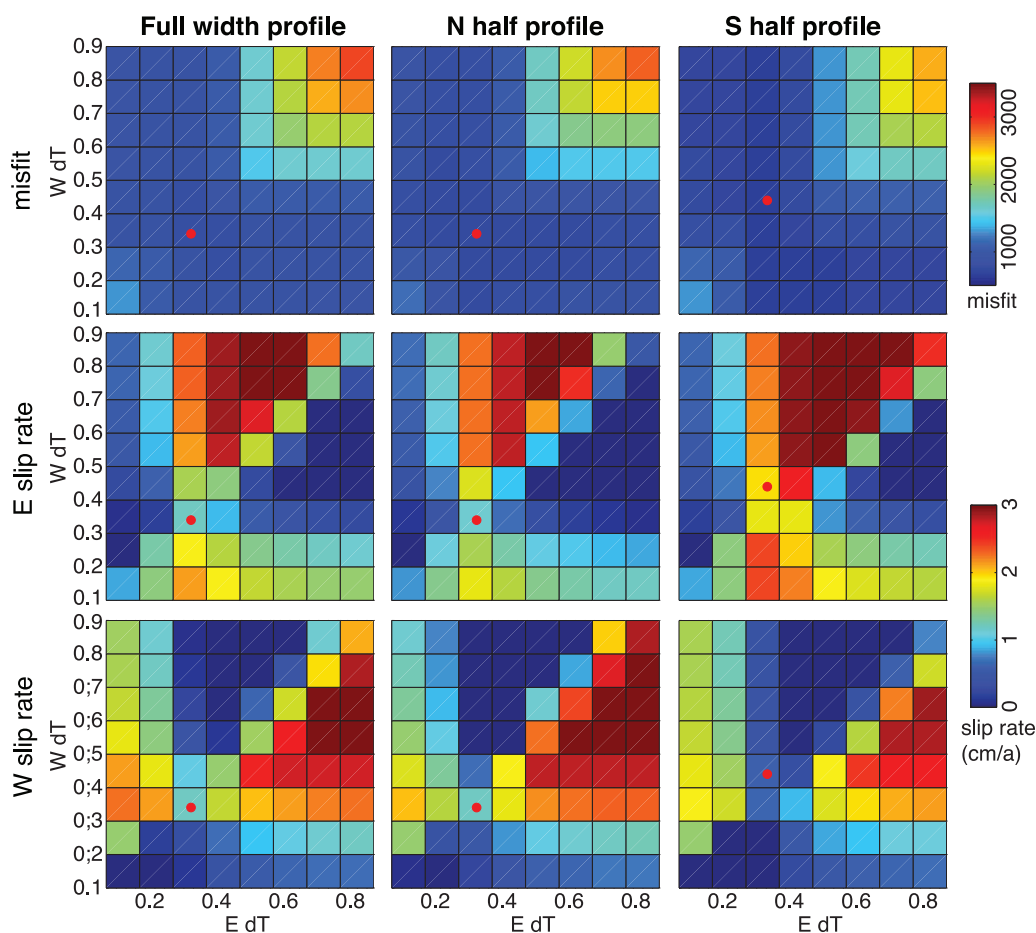 Full width profile N half profile S half profile
misfit
W dT
0.9
0.8
0.7
0.6
0.5
0.4
0.3
0.2
0.1
3000
2000
1000
misfit
E slip rate
W dT
0.9
0.8
0.7
0.6
0.5
0.4
0.3
0.2
0.1
3
2
1
0
slip rate
(cm/a)
W slip rate
W dT
0.9
0.8
0;7
0;6
0.5
0.4
0;3
0;2
0.1
0.2 0.4 0.6 0.8 0.2 0.4 0.6 0.8 0.2 0.4 0.6 0.8
E dT E dT E dT